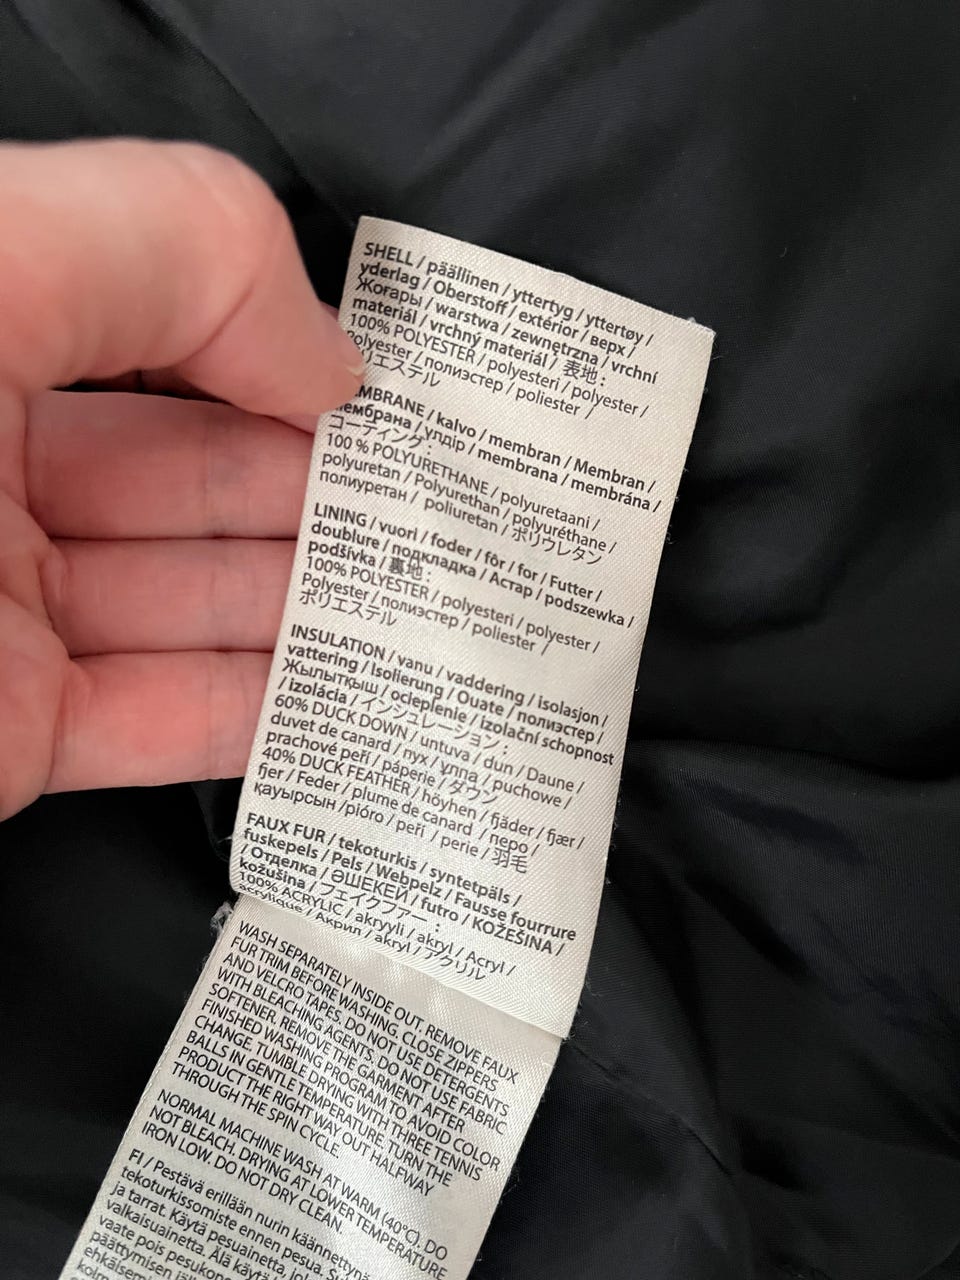 SHELL / päällinen / yttertyg / yttertøy /
yderlag / Oberstoff / extérior / верх /
Жоғары / warstwa / zewnętrzna / vrchní
materiál / vrchný materiál / 表地 :
100% POLYESTER / polyesteri / polyester /
Polyester / полиэстер / poliester /
リエステル
MBRANE / kalvo / membran / Membran /
мембрана / үлдір / membrana / membrána /
コーティング :
100 % POLYURETHANE / polyuretaani /
polyuretan / Polyurethan / polyuréthane /
полиуретан / poliuretan / ポリウレタン
LINING / vuori / foder / fôr / for / Futter /
doublure / подкладка / Астар / podszewka /
podšívka / 裏地 :
100% POLYESTER / polyesteri / polyester /
Polyester / полиэстер / poliester /
ポリエステル
INSULATION / vanu / vaddering / isolasjon /
vattering / Isolierung / Ouate / полиэстер /
Жылытқыш / ocieplenie / izolační schopnost
/ izolácia / インシュレーション :
60% DUCK DOWN / untuva / dun / Daune /
duvet de canard / пух / ұлпа / puchowe /
prachové peří / páperie / ダウン
40% DUCK FEATHER / höyhen / fjäder / fjær /
fjer / Feder / plume de canard / перо /
қауырсын /pióro / peří / perie / 羽毛
FAUX FUR / tekoturkis / syntetpäls /
fuskepels / Pels / Webpelz / Fausse fourrure
/ Отделка / ӨШЕКЕЙ / futro / KOŽEŠINA /
kožušina / フェイクファー :
100% ACRYLIC / akryyli / akryl / Acryl /
acrylique / Акрил / akryl / アクリル
WASH SEPARATELY INSIDE OUT. REMOVE FAUX
FUR TRIM BEFORE WASHING. CLOSE ZIPPERS
AND VELCRO TAPES. DO NOT USE DETERGENTS
WITH BLEACHING AGENTS. DO NOT USE FABRIC
SOFTENER. REMOVE THE GARMENT AFTER
FINISHED WASHING PROGRAM TO AVOID COLOR
CHANGE. TUMBLE DRYING WITH THREE TENNIS
BALLS IN GENTLE TEMPERATURE. TURN THE
PRODUCT THE RIGHT WAY OUT HALFWAY
THROUGH THE SPIN CYCLE.
NORMAL MACHINE WASH, AT WARM (40°C). DO
NOT BLEACH. DRYING AT LOWER TEMPERATURE
IRON LOW. DO NOT DRY CLEAN.
FI / Pestävä erillään nurin käännettynä
tekoturkissomiste ennen pesua.
ja tarrat. Käytä pesuainetta,
valkaisuainetta. Älä käytä
vaate pois
päättymisen